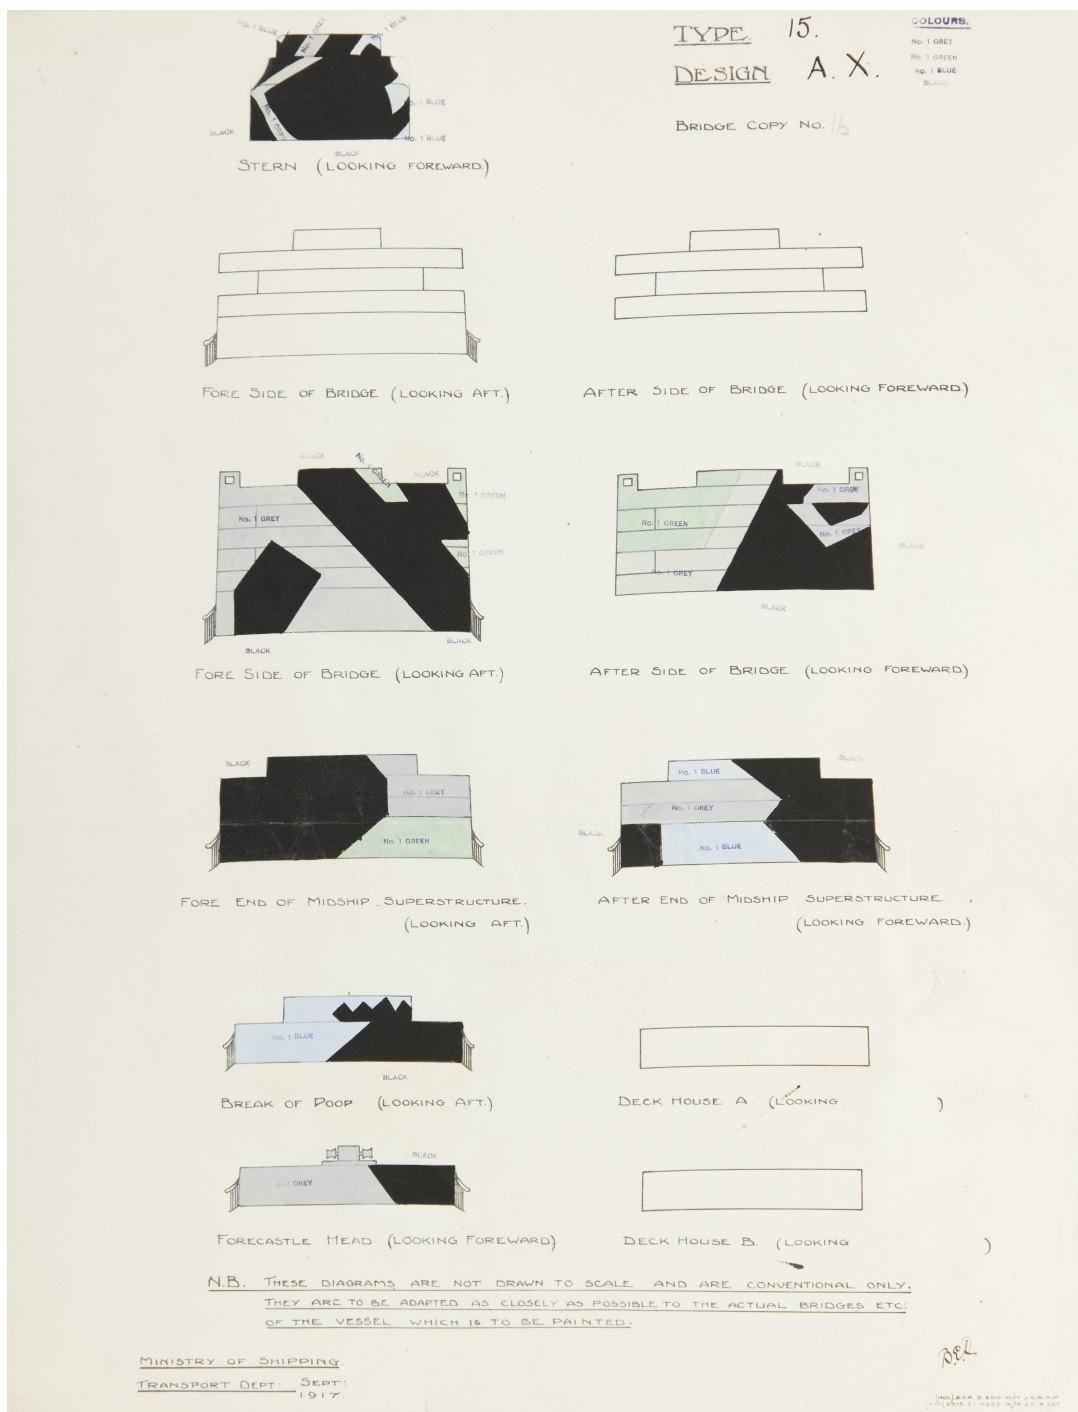 No. 1 BLUE
No. 1 GREY
No. 1 BLUE
TYPE. 15.
DESIGN A. X.
BRIDGE COPY NO. 16
COLOURS.
No. 1 GREY
No. 1 GREEN
No. 1 BLUE
BLACK
No. 1 BLUE
BLACK
No. 1 BLUE
BLACK
STERN (LOOKING FOREWARD.)
FORE SIDE OF BRIDGE (LOOKING AFT.)
AFTER SIDE OF BRIDGE (LOOKING FOREWARD.)
BLACK
No. 1 GREEN
BLACK
No. 1 GREEN
No. 1 GREY
No. 1 GREEN
BLACK
BLACK
FORE SIDE OF BRIDGE (LOOKING AFT.)
BLACK
No. 1 GREY
No. 1 GREEN
No. 1 GREY
BLACK
No. 1 GREY
BLACK
AFTER SIDE OF BRIDGE (LOOKING FOREWARD.)
BLACK
No. 1 GREY
No. 1 GREEN
FORE END OF MIDSHIP SUPERSTRUCTURE.
(LOOKING AFT.)
BLACK
No. 1 BLUE
No. 1 GREY
BLACK
No. 1 BLUE
AFTER END OF MIDSHIP SUPERSTRUCTURE.
(LOOKING FOREWARD.)
No. 1 BLUE
BLACK
BREAK OF POOP (LOOKING AFT.)
DECK HOUSE A. (LOOKING )
BLACK
1 GREY
FORECASTLE HEAD (LOOKING FOREWARD)
DECK HOUSE B. (LOOKING )
N.B. THESE DIAGRAMS ARE NOT DRAWN TO SCALE AND ARE CONVENTIONAL ONLY.
THEY ARE TO BE ADAPTED AS CLOSELY AS POSSIBLE TO THE ACTUAL BRIDGES ETC:
OF THE VESSEL WHICH IS TO BE PAINTED.
MINISTRY OF SHIPPING.
TRANSPORT DEPT: SEPT:
1917.